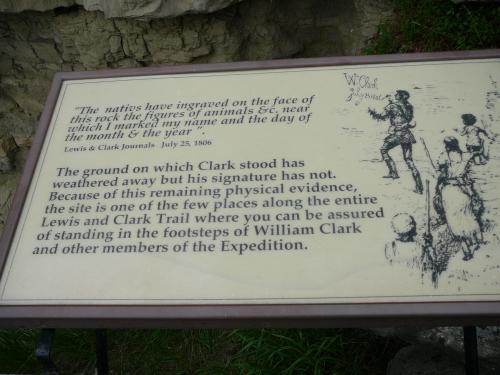 "The nativs have ingraved on the face of
this rock the figures of animals &c. near
which I marked my name and the day of
the month & the year".
Lewis & Clark Journals July 25, 1806
The ground on which Clark stood has
weathered away but his signature has not.
Because of this remaining physical evidence,
the site is one of the few places along the entire
Lewis and Clark Trail where you can be assured
of standing in the footsteps of William Clark
and other members of the Expedition.
Wm Clark